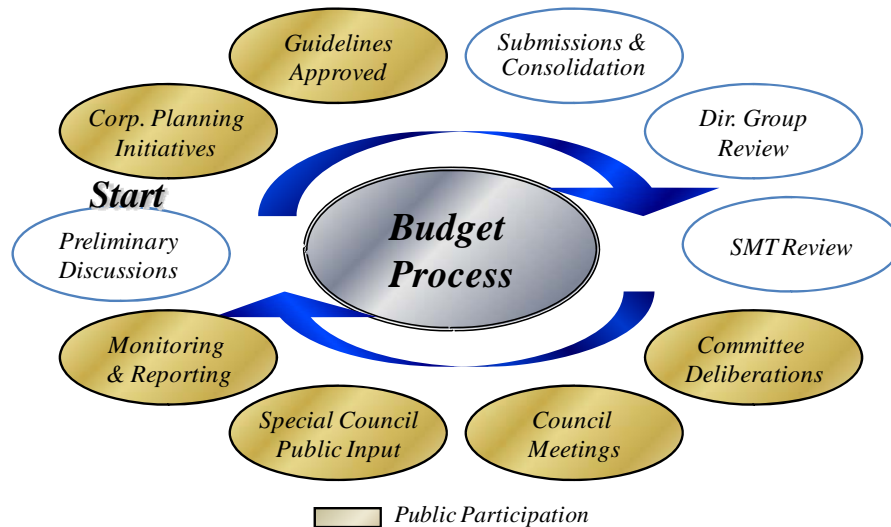 Guidelines
Approved
Submissions &
Consolidation
Corp. Planning
Initiatives
Dir. Group
Review
Start
Preliminary
Discussions
Budget
Process
SMT Review
Monitoring
& Reporting
Committee
Deliberations
Special Council
Public Input
Council
Meetings
Public Participation